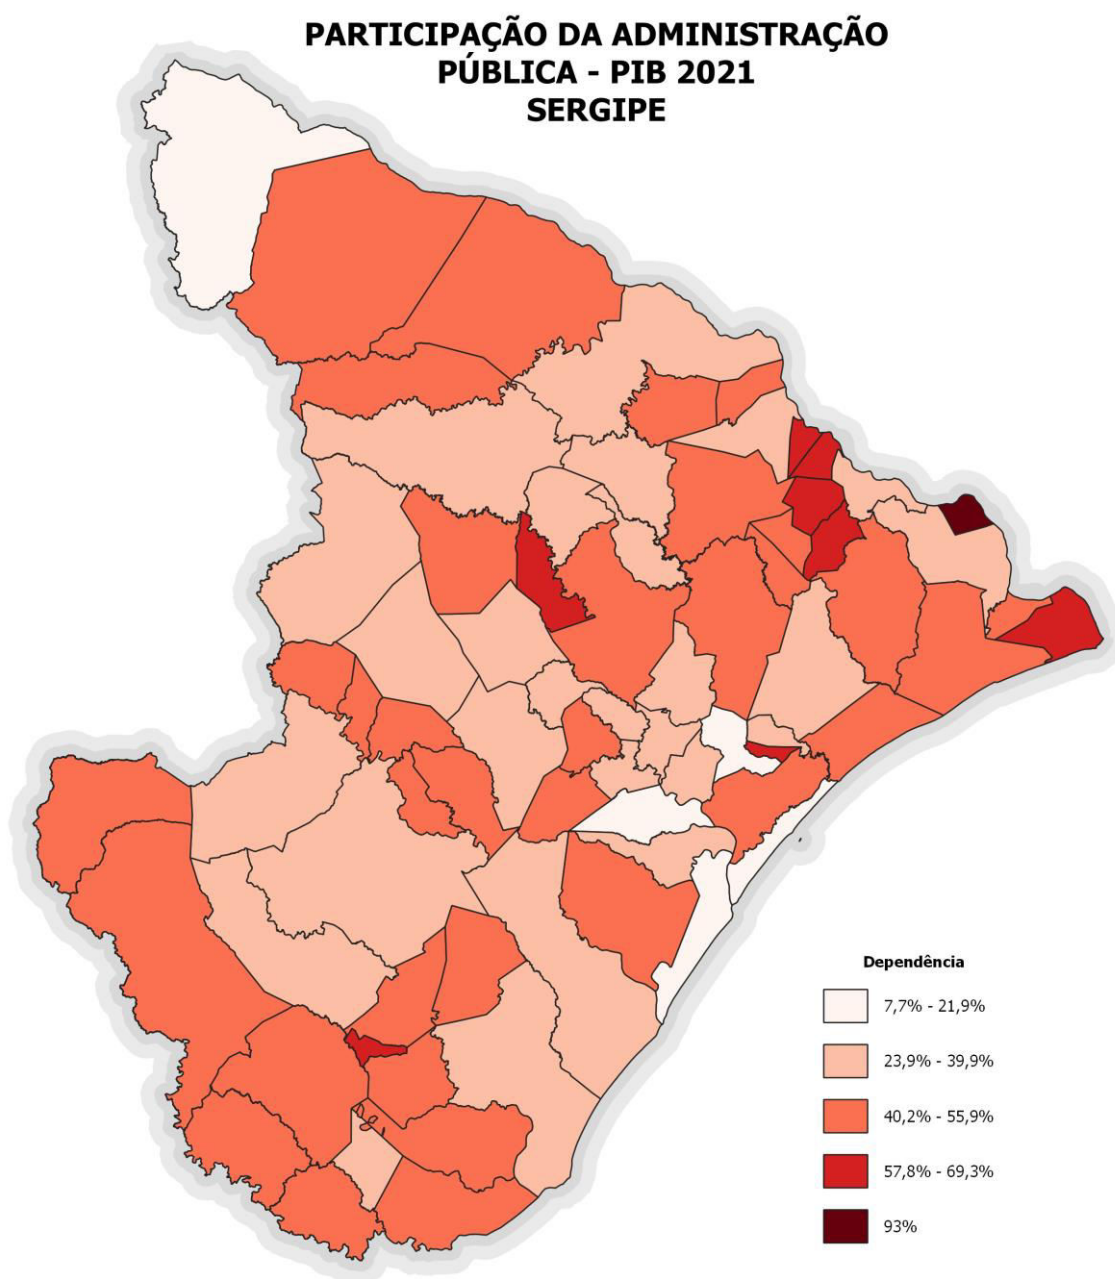 PARTICIPAÇÃO DA ADMINISTRAÇÃO
PÚBLICA - PIB 2021
SERGIPE
Dependência
7,7% - 21,9%
23,9% - 39,9%
40,2% - 55,9%
57,8% - 69,3%
93%